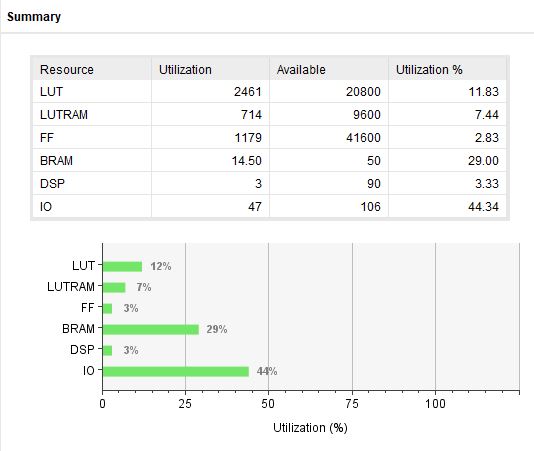 Summary
Resource Utilization Available Utilization %
LUT 2461 20800 11.83
LUTRAM 714 9600 7.44
FF 1179 41600 2.83
BRAM 14.50 50 29.00
DSP 3 90 3.33
IO 47 106 44.34
LUT 12%
LUTRAM 7%
FF 3%
BRAM 29%
DSP 3%
IO 44%
0 25 50 75 100
Utilization (%)